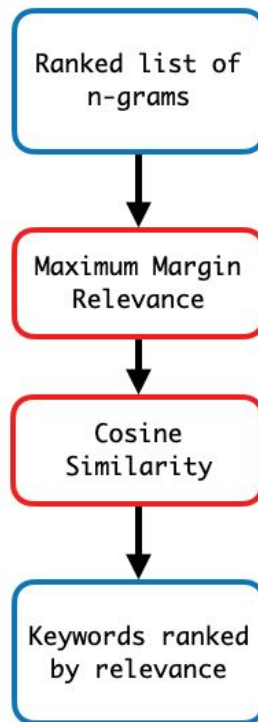 Ranked list of
n-grams
Maximum Margin
Relevance
Cosine
Similarity
Keywords ranked
by relevance